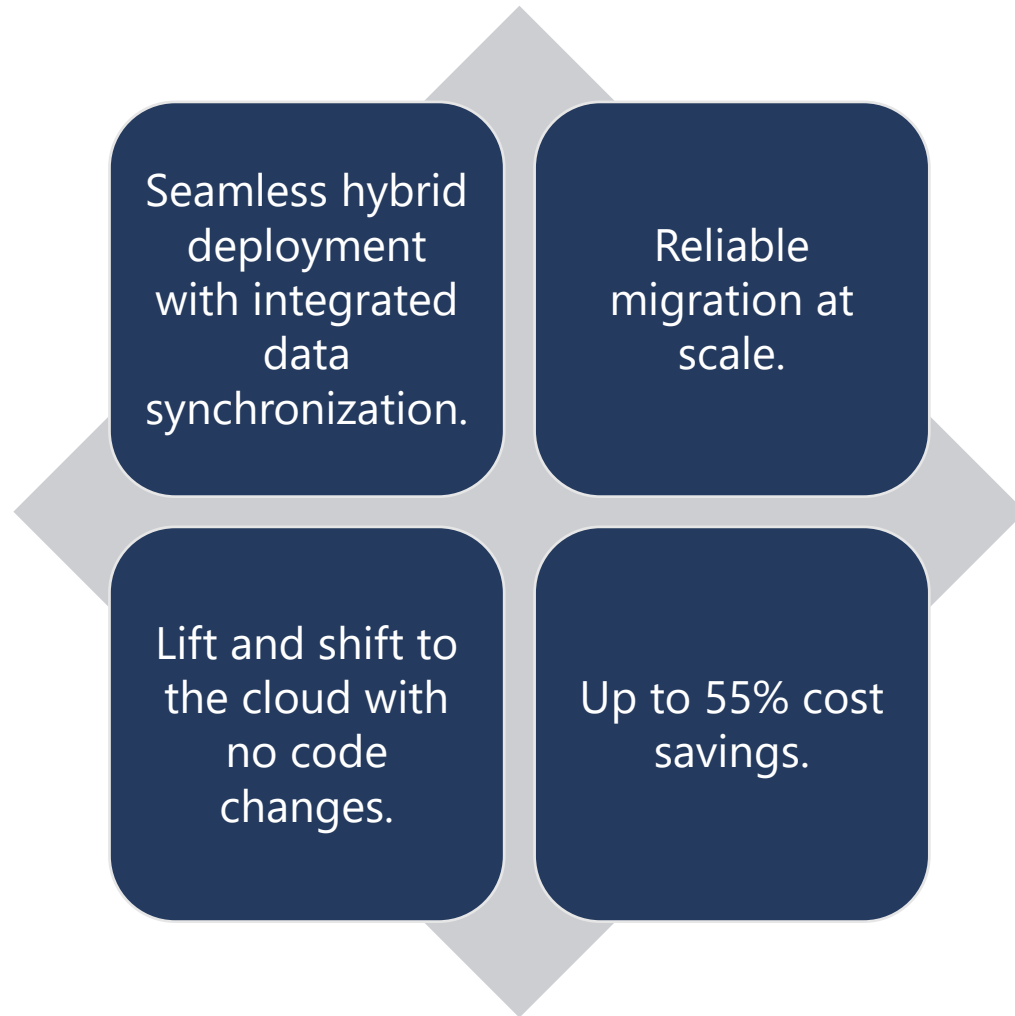 Seamless hybrid
deployment
with integrated
data
synchronization.
Reliable
migration at
scale.
Lift and shift to
the cloud with
no code
changes.
Up to 55% cost
savings.